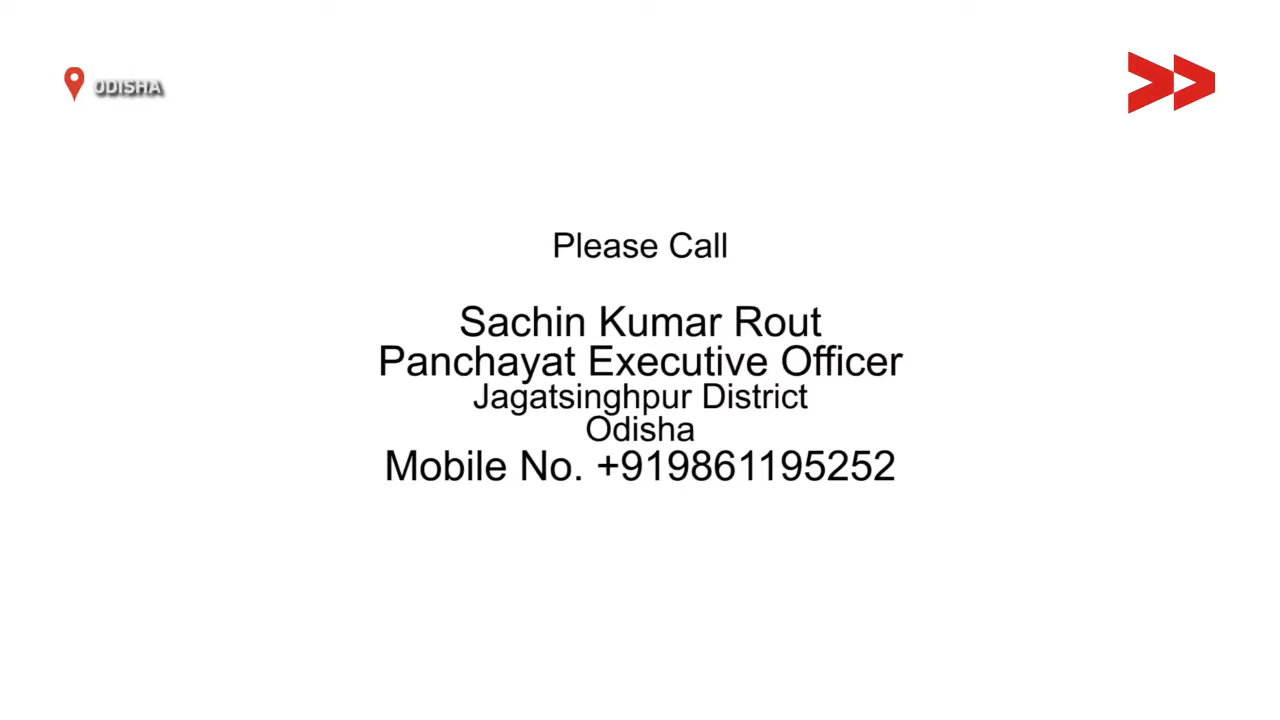 ODISHA
Please Call
Sachin Kumar Rout
Panchayat Executive Officer
Jagatsinghpur District
Odisha
Mobile No. +919861195252